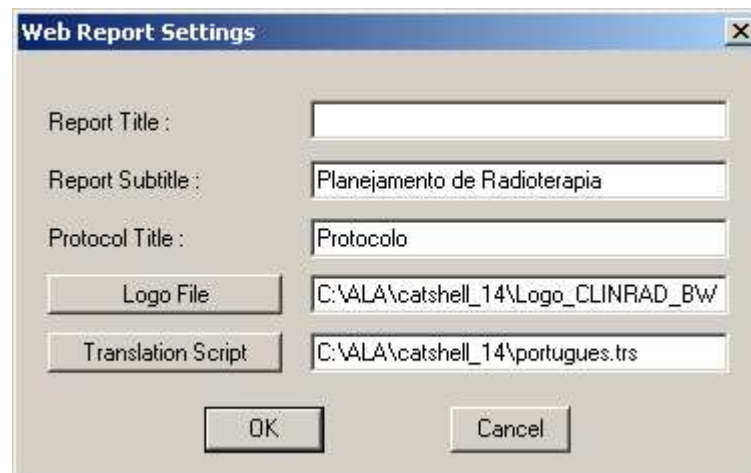 Web Report Settings
Report Title :
Report Subtitle : Planejamento de Radioterapia
Protocol Title : Protocolo
Logo File C:\ALA\catshell_14\Logo_CLINRAD_BW
Translation Script C:\ALA\catshell_14\portugues.trs
OK Cancel